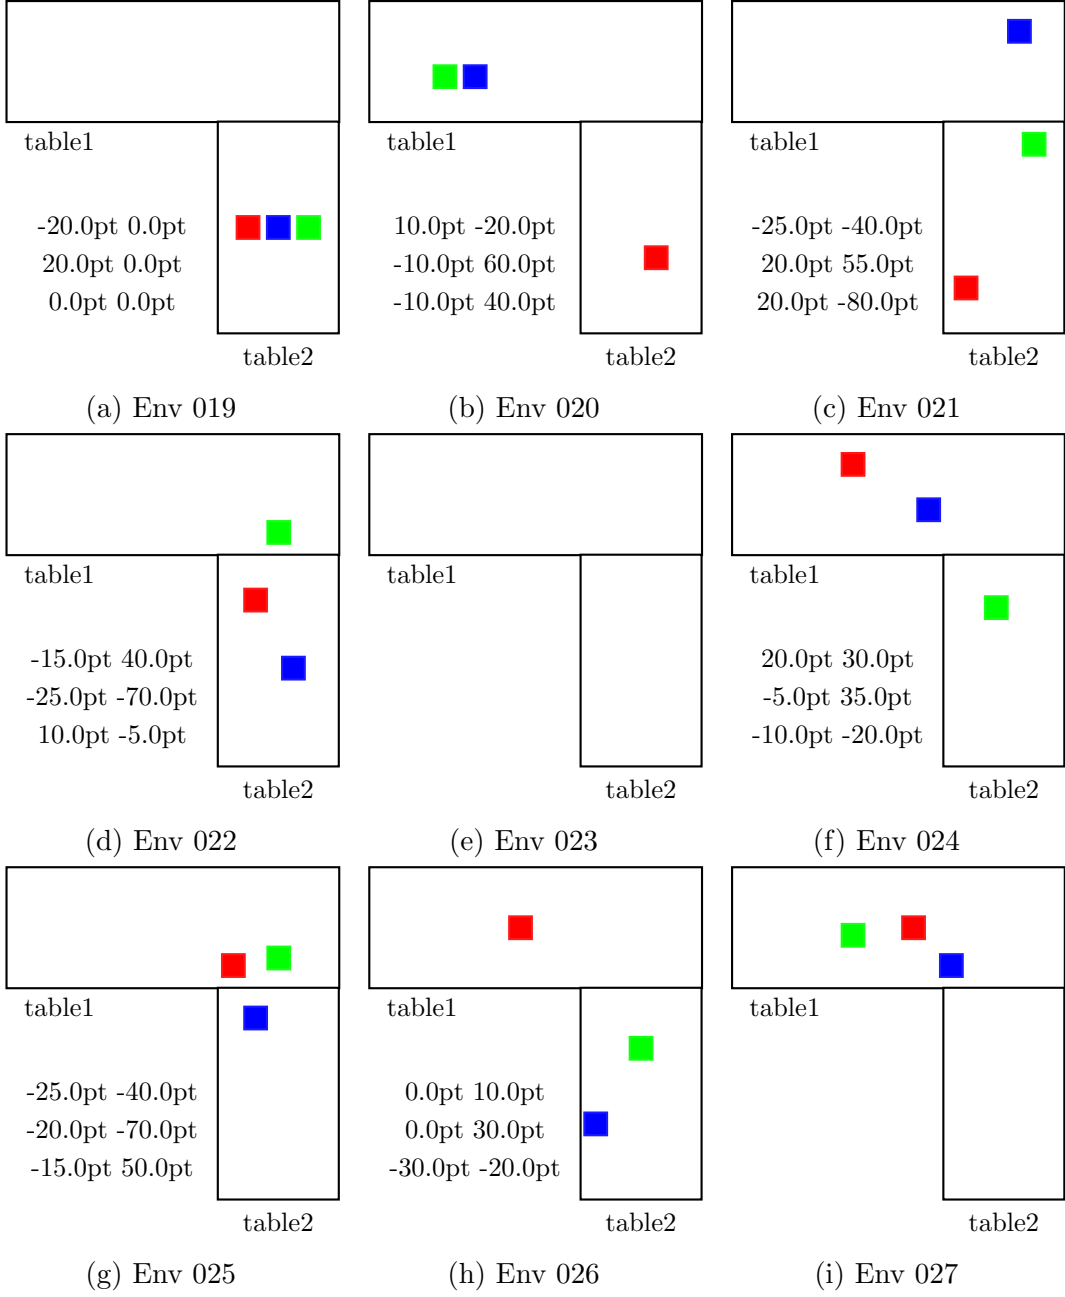 table1
-20.0pt 0.0pt
20.0pt 0.0pt
0.0pt 0.0pt
table2
(a) Env 019
table1
10.0pt -20.0pt
-10.0pt 60.0pt
-10.0pt 40.0pt
table2
(b) Env 020
table1
-25.0pt -40.0pt
20.0pt 55.0pt
20.0pt -80.0pt
table2
(c) Env 021
table1
-15.0pt 40.0pt
-25.0pt -70.0pt
10.0pt -5.0pt
table2
(d) Env 022
table1
table2
(e) Env 023
table1
20.0pt 30.0pt
-5.0pt 35.0pt
-10.0pt -20.0pt
table2
(f) Env 024
table1
-25.0pt -40.0pt
-20.0pt -70.0pt
-15.0pt 50.0pt
table2
(g) Env 025
table1
0.0pt 10.0pt
0.0pt 30.0pt
-30.0pt -20.0pt
table2
(h) Env 026
table1
table2
(i) Env 027